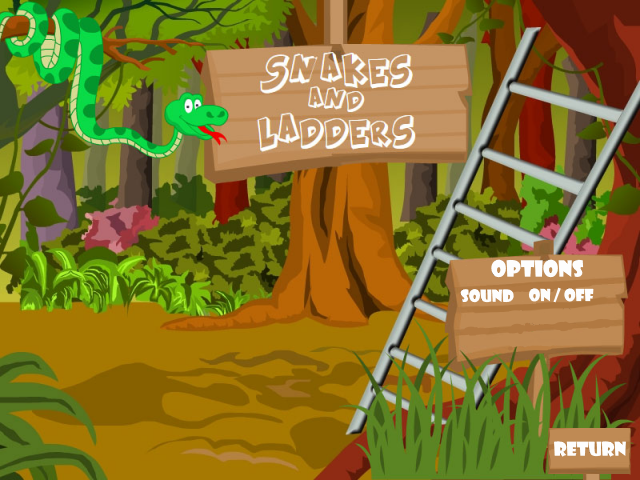 SNAKES
AND
LADDERS
OPTIONS
SOUND ON / OFF
RETURN